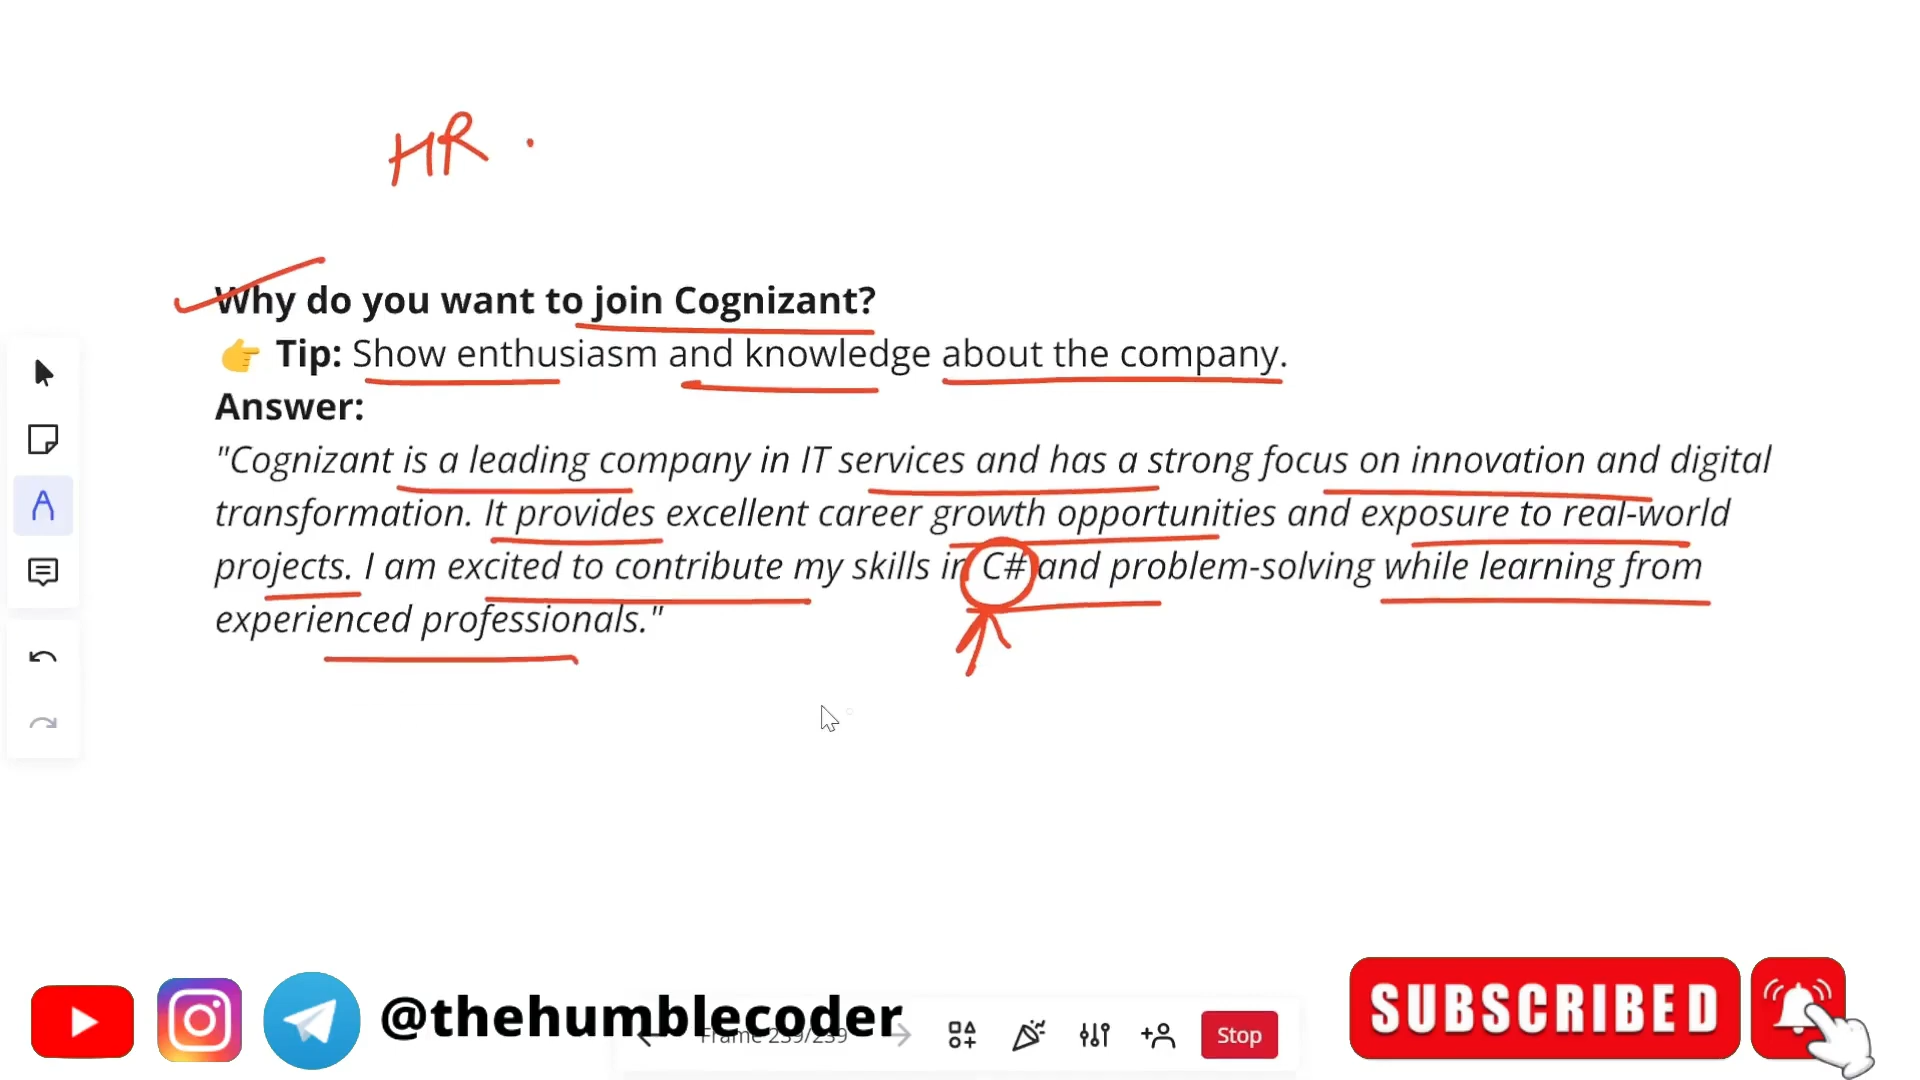 HR .
Why do you want to join Cognizant?
👉 Tip: Show enthusiasm and knowledge about the company.
Answer:
"Cognizant is a leading company in IT services and has a strong focus on innovation and digital
transformation. It provides excellent career growth opportunities and exposure to real-world
projects. I am excited to contribute my skills in C# and problem-solving while learning from
experienced professionals."
@thehumblecoder
Frame 239/239
Stop
SUBSCRIBED